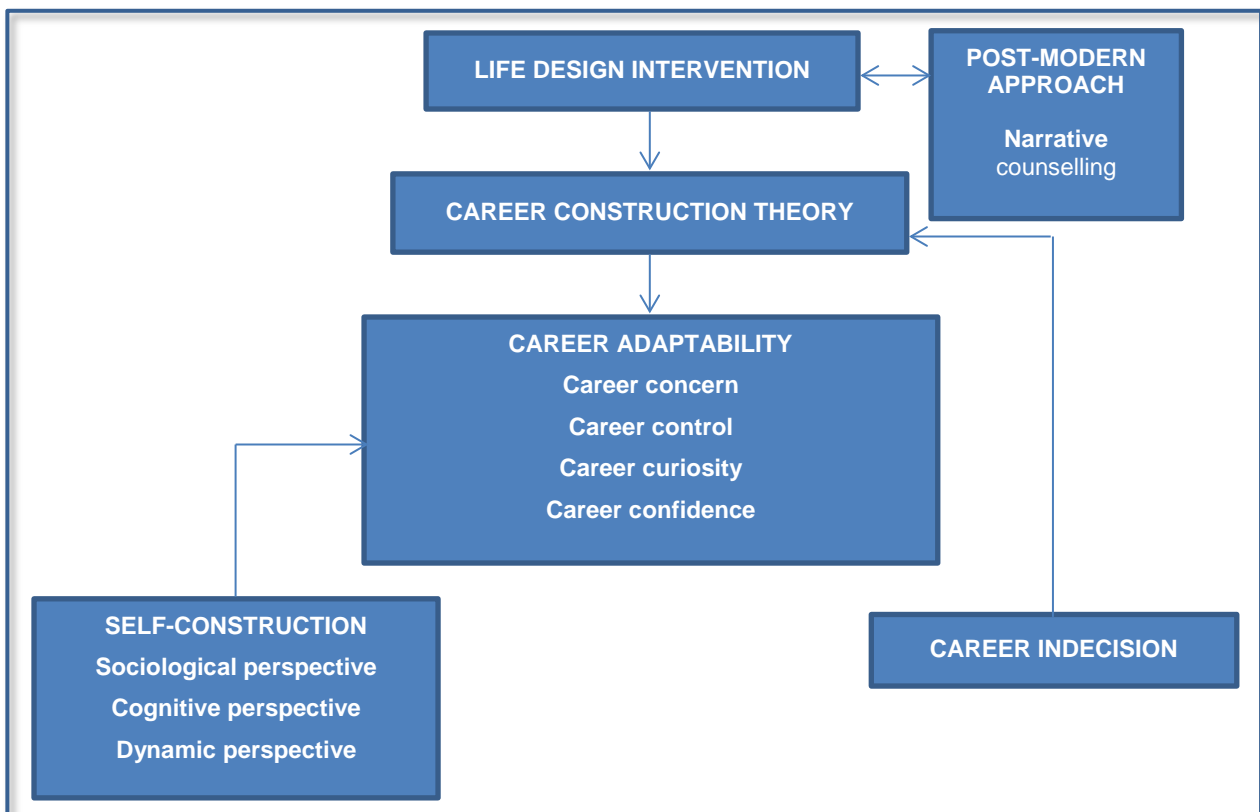 LIFE DESIGN INTERVENTION
POST-MODERN
APPROACH
Narrative
counselling
CAREER CONSTRUCTION THEORY
CAREER ADAPTABILITY
Career concern
Career control
Career curiosity
Career confidence
SELF-CONSTRUCTION
Sociological perspective
Cognitive perspective
Dynamic perspective
CAREER INDECISION